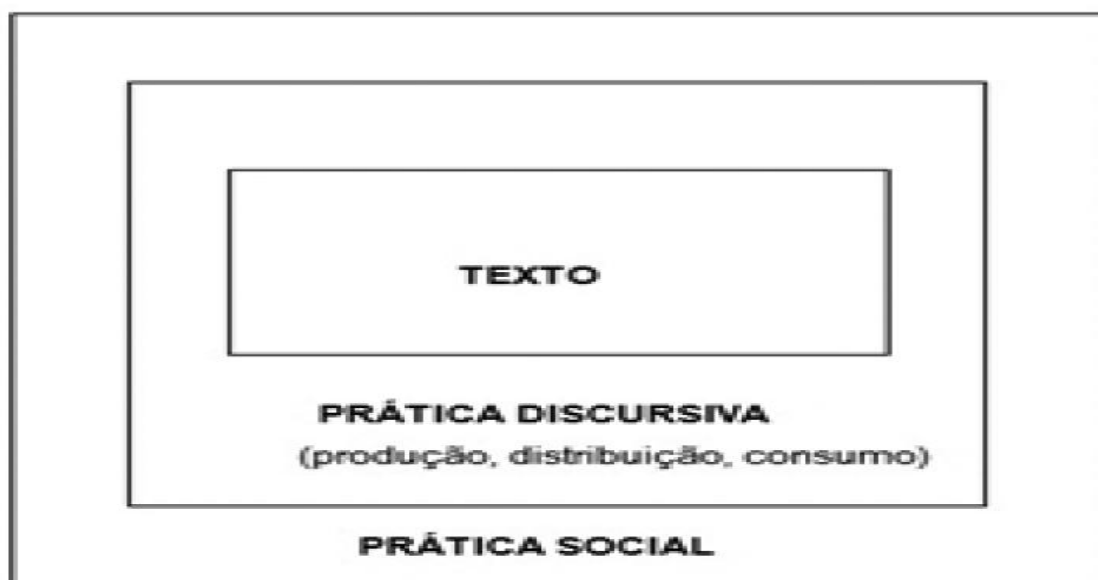 TEXTO
PRÁTICA DISCURSIVA
(produção, distribuição, consumo)
PRÁTICA SOCIAL